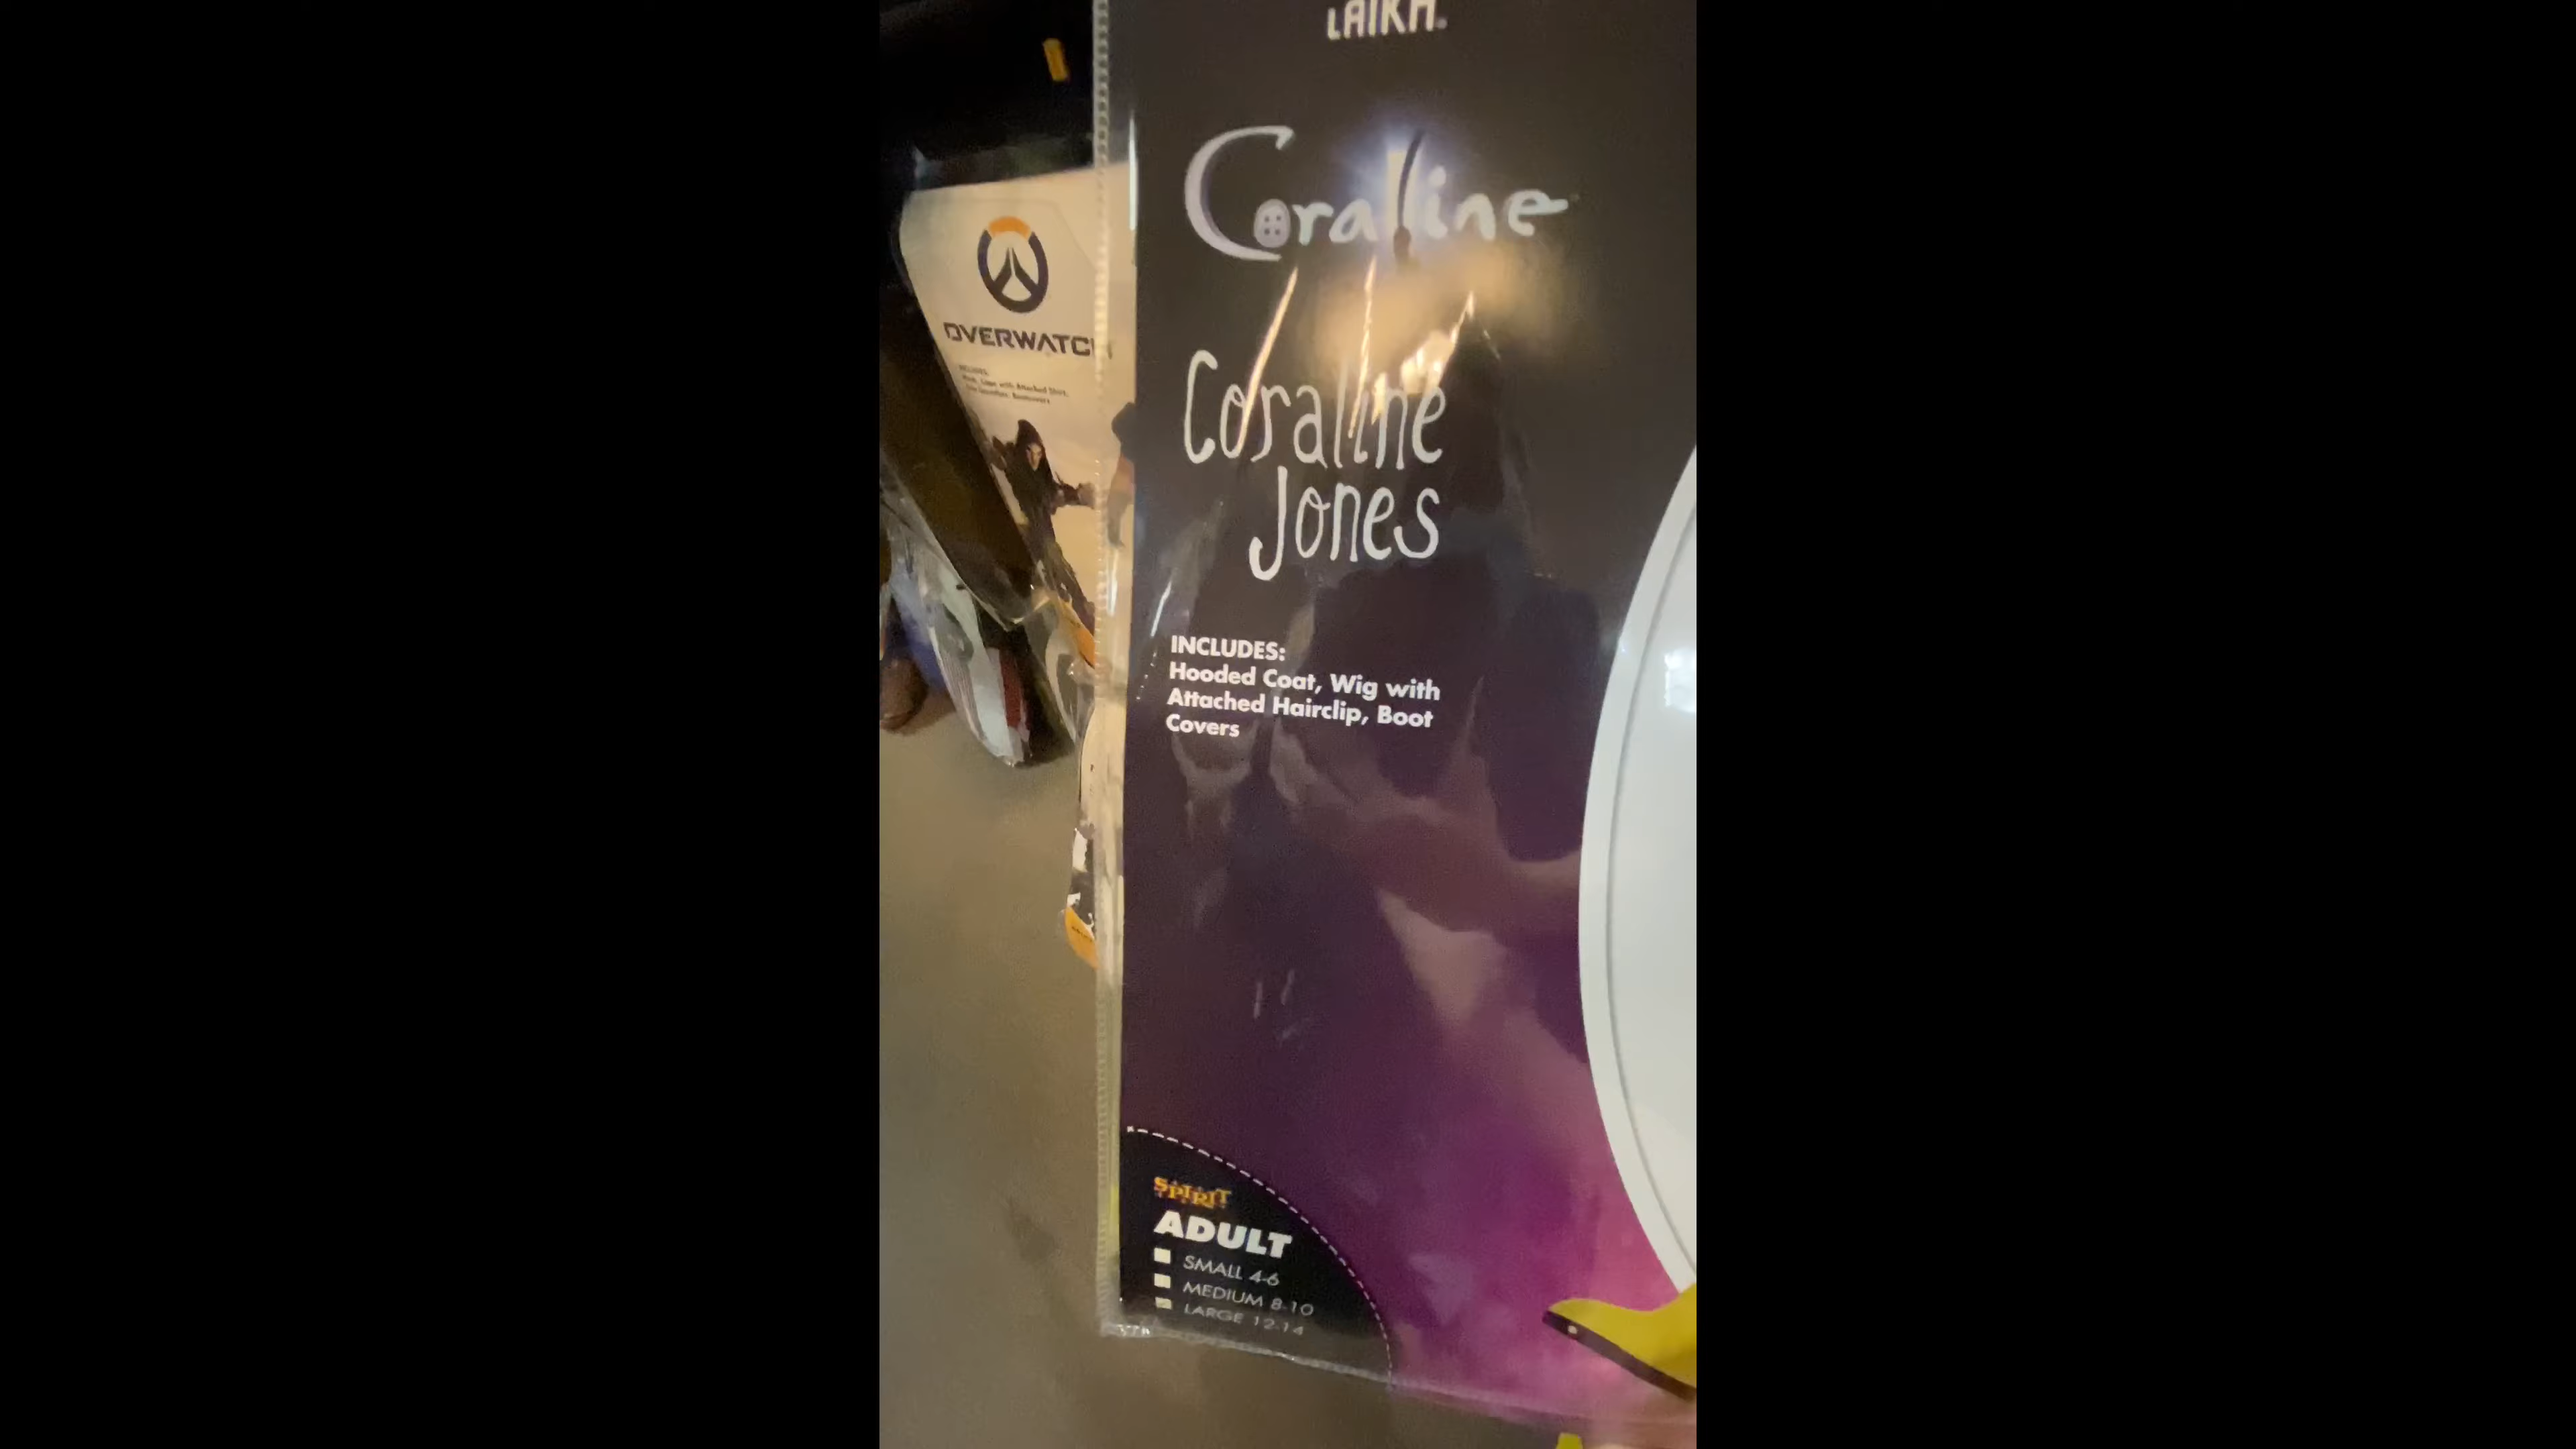 LAIKA
Coraline
Coraline
Jones
INCLUDES:
Hooded Coat, Wig with
Attached Hairclip, Boot
Covers
SPIRIT
ADULT
SMALL 4-6
MEDIUM 8-10
LARGE 12-14
OVERWATCH
INCLUDES: